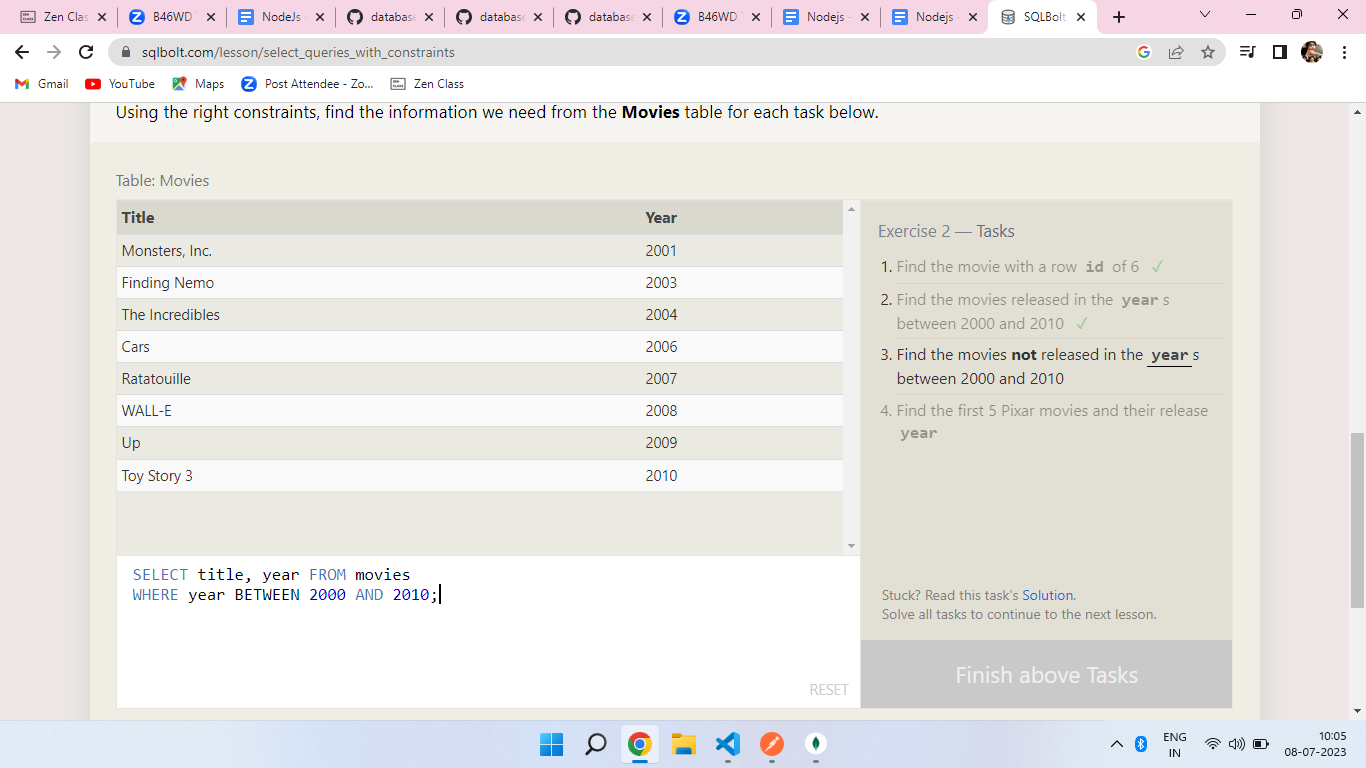 Zen Clas
B46WD T
NodeJs -
database
database
database
B46WD T
Nodejs -
Nodejs -
SQLBolt
sqlbolt.com/lesson/select_queries_with_constraints
Gmail
YouTube
Maps
Post Attendee - Zo...
Zen Class
Using the right constraints, find the information we need from the Movies table for each task below.
Table: Movies
Title Year
Monsters, Inc. 2001
Finding Nemo 2003
The Incredibles 2004
Cars 2006
Ratatouille 2007
WALL-E 2008
Up 2009
Toy Story 3 2010
SELECT title, year FROM movies
WHERE year BETWEEN 2000 AND 2010;
RESET
Exercise 2 — Tasks
1. Find the movie with a row id of 6 ✓
2. Find the movies released in the year s
between 2000 and 2010 ✓
3. Find the movies not released in the year s
between 2000 and 2010
4. Find the first 5 Pixar movies and their release
year
Stuck? Read this task's Solution.
Solve all tasks to continue to the next lesson.
Finish above Tasks
ENG
IN
10:05
08-07-2023